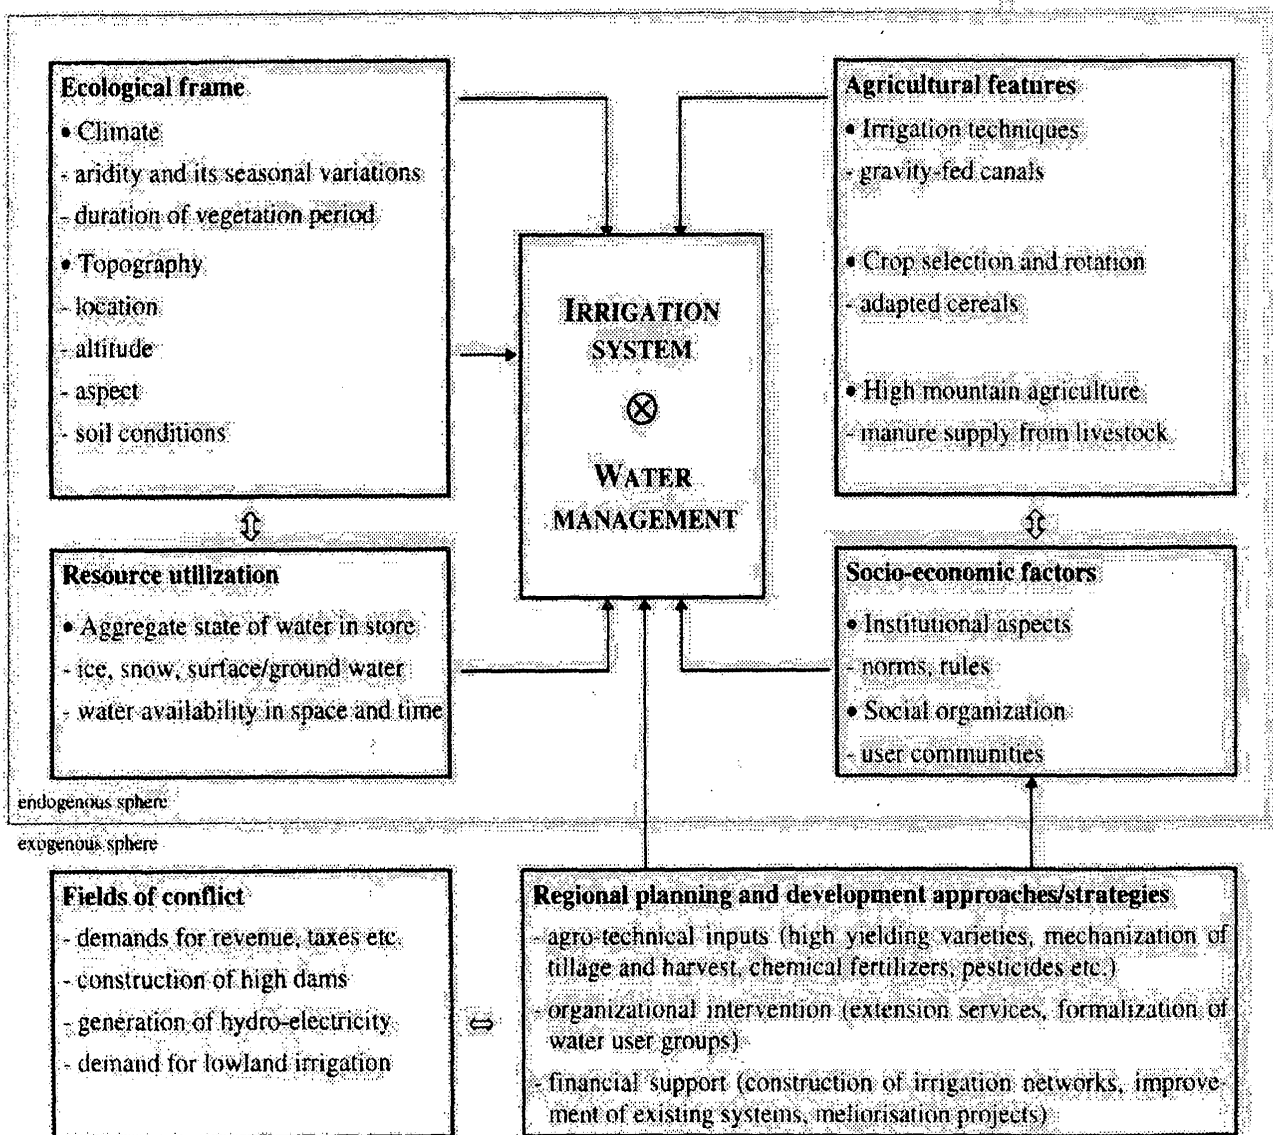 Ecological frame
• Climate
- aridity and its seasonal variations
- duration of vegetation period
• Topography
- location
- altitude
- aspect
- soil conditions
Agricultural features
• Irrigation techniques
- gravity-fed canals
• Crop selection and rotation
- adapted cereals
• High mountain agriculture
- manure supply from livestock
IRRIGATION
SYSTEM
WATER
MANAGEMENT
Resource utilization
• Aggregate state of water in store
- ice, snow, surface/ground water
- water availability in space and time
Socio-economic factors
• Institutional aspects
- norms, rules
• Social organization
- user communities
endogenous sphere
exogenous sphere
Fields of conflict
- demands for revenue, taxes etc.
- construction of high dams
- generation of hydro-electricity
- demand for lowland irrigation
Regional planning and development approaches/strategies
- agro-technical inputs (high yielding varieties, mechanization of
tillage and harvest, chemical fertilizers, pesticides etc.)
- organizational intervention (extension services, formalization of
water user groups)
- financial support (construction of irrigation networks, improve-
ment of existing systems, meliorisation projects)